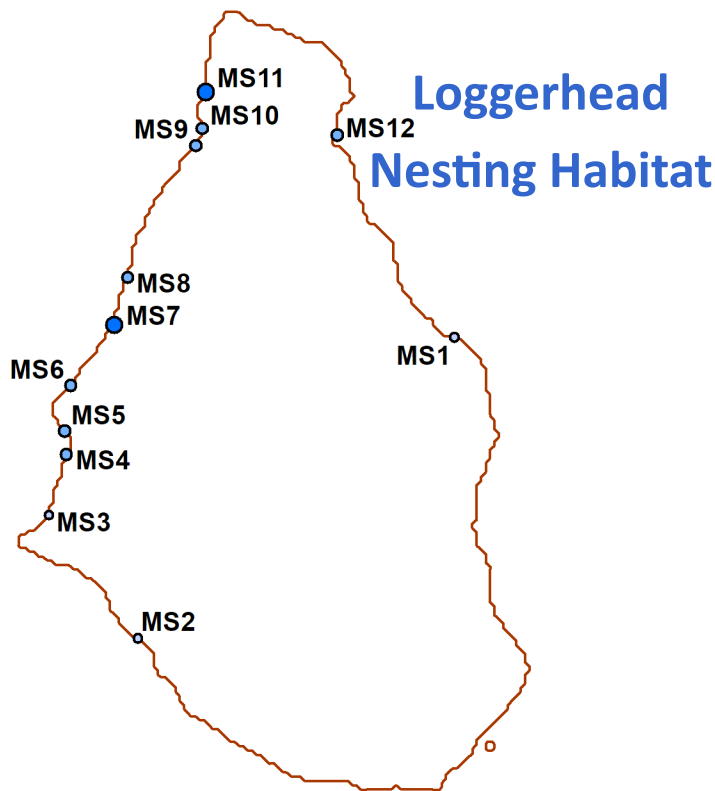 MS11
Loggerhead
MS10
MS9
MS12
Nesting Habitat
MS8
MS7
MS1
MS6
MS5
MS4
MS3
MS2